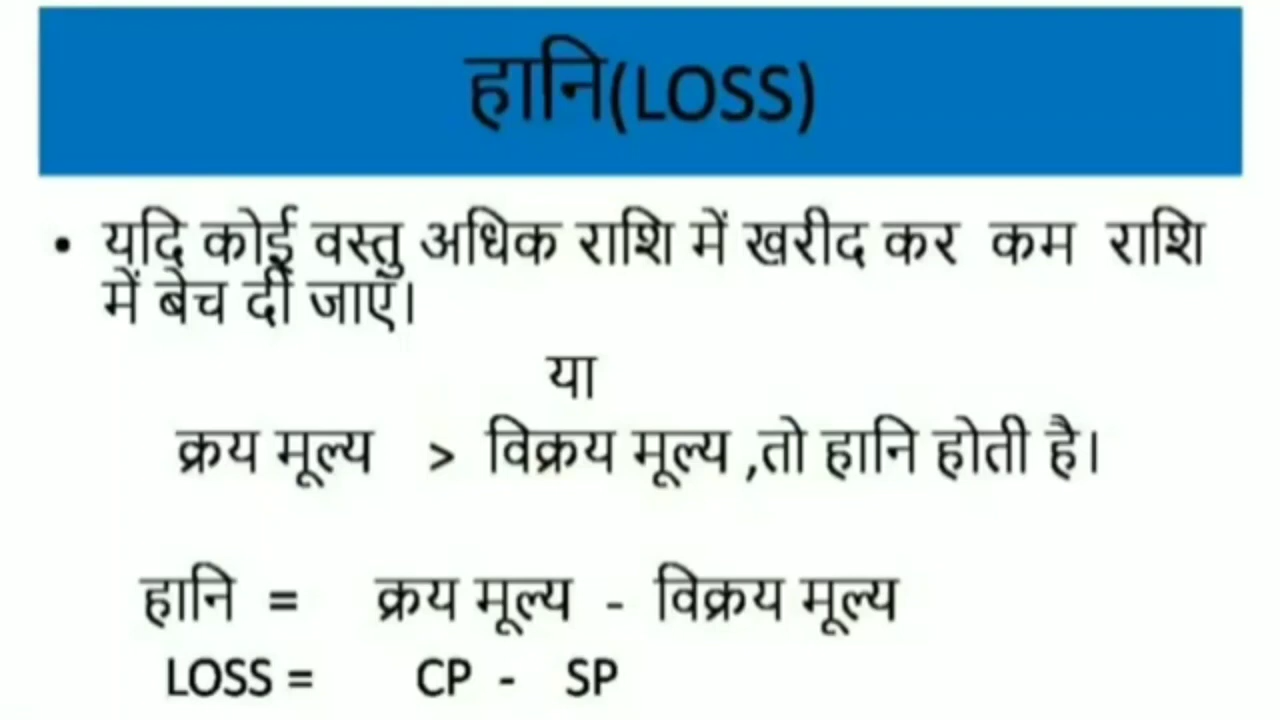 हानि(LOSS)
• यदि कोई वस्तु अधिक राशि में खरीद कर कम राशि
में बेच दी जाएं।
या
क्रय मूल्य > विक्रय मूल्य ,तो हानि होती है।
हानि = क्रय मूल्य - विक्रय मूल्य
LOSS = CP - SP